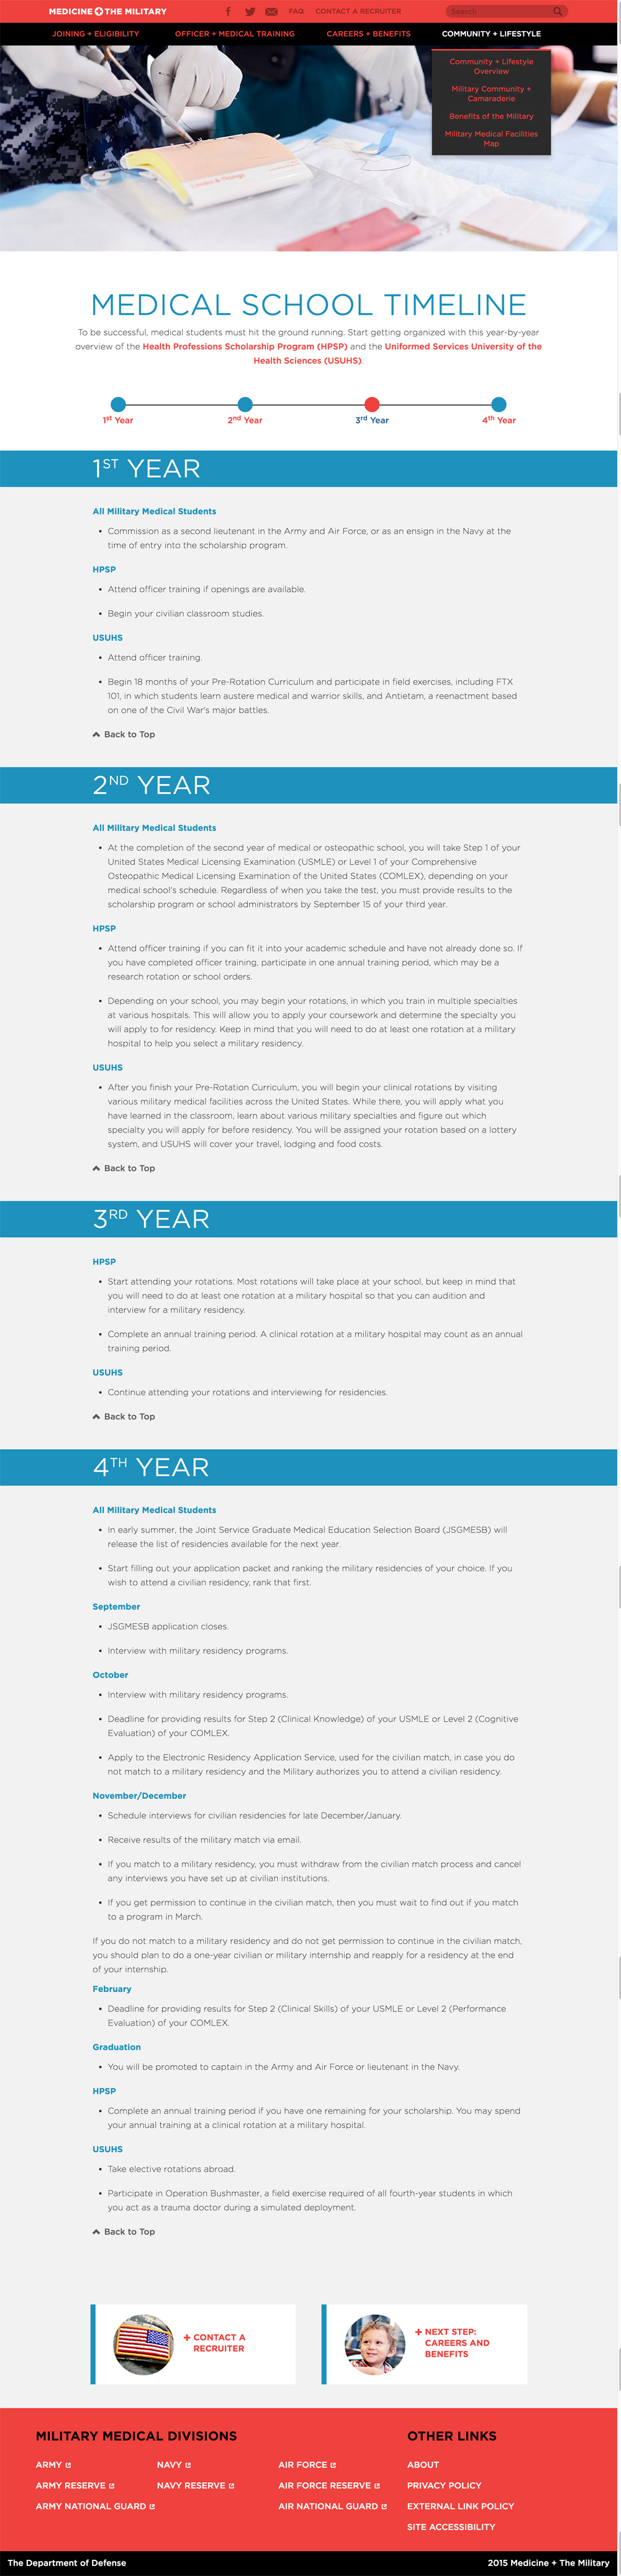 MEDICINE THE MILITARY
FAQ CONTACT A RECRUITER
Search
JOINING + ELIGIBILITY OFFICER + MEDICAL TRAINING CAREERS + BENEFITS COMMUNITY + LIFESTYLE
Community + Lifestyle
Overview
Military Community +
Camaraderie
Benefits of the Military
Military Medical Facilities
Map
MEDICAL SCHOOL TIMELINE
To be successful, medical students must hit the ground running. Start getting organized with this year-by-year
overview of the Health Professions Scholarship Program (HPSP) and the Uniformed Services University of the
Health Sciences (USUHS).
1st Year 2nd Year 3rd Year 4th Year
1ST YEAR
All Military Medical Students
• Commission as a second lieutenant in the Army and Air Force, or as an ensign in the Navy at the
time of entry into the scholarship program.
HPSP
• Attend officer training if openings are available.
• Begin your civilian classroom studies.
USUHS
• Attend officer training.
• Begin 18 months of your Pre-Rotation Curriculum and participate in field exercises, including FTX
101, in which students learn austere medical and warrior skills, and Antietam, a reenactment based
on one of the Civil War's major battles.
Back to Top
2ND YEAR
All Military Medical Students
• At the completion of the second year of medical or osteopathic school, you will take Step 1 of your
United States Medical Licensing Examination (USMLE) or Level 1 of your Comprehensive
Osteopathic Medical Licensing Examination of the United States (COMLEX), depending on your
medical school's schedule. Regardless of when you take the test, you must provide results to the
scholarship program or school administrators by September 15 of your third year.
HPSP
• Attend officer training if you can fit it into your academic schedule and have not already done so. If
you have completed officer training, participate in one annual training period, which may be a
research rotation or school orders.
• Depending on your school, you may begin your rotations, in which you train in multiple specialties
at various hospitals. This will allow you to apply your coursework and determine the specialty you
will apply to for residency. Keep in mind that you will need to do at least one rotation at a military
hospital to help you select a military residency.
USUHS
• After you finish your Pre-Rotation Curriculum, you will begin your clinical rotations by visiting
various military medical facilities across the United States. While there, you will apply what you
have learned in the classroom, learn about various military specialties and figure out which
specialty you will apply for before residency. You will be assigned your rotation based on a lottery
system, and USUHS will cover your travel, lodging and food costs.
Back to Top
3RD YEAR
HPSP
• Start attending your rotations. Most rotations will take place at your school, but keep in mind that
you will need to do at least one rotation at a military hospital so that you can audition and
interview for a military residency.
• Complete an annual training period. A clinical rotation at a military hospital may count as an annual
training period.
USUHS
• Continue attending your rotations and interviewing for residencies.
Back to Top
4TH YEAR
All Military Medical Students
• In early summer, the Joint Service Graduate Medical Education Selection Board (JSGMESB) will
release the list of residencies available for the next year.
• Start filling out your application packet and ranking the military residencies of your choice. If you
wish to attend a civilian residency, rank that first.
September
• JSGMESB application closes.
• Interview with military residency programs.
October
• Interview with military residency programs.
• Deadline for providing results for Step 2 (Clinical Knowledge) of your USMLE or Level 2 (Cognitive
Evaluation) of your COMLEX.
• Apply to the Electronic Residency Application Service, used for the civilian match, in case you do
not match to a military residency and the Military authorizes you to attend a civilian residency.
November/December
• Schedule interviews for civilian residencies for late December/January.
• Receive results of the military match via email.
• If you match to a military residency, you must withdraw from the civilian match process and cancel
any interviews you have set up at civilian institutions.
• If you get permission to continue in the civilian match, then you must wait to find out if you match
to a program in March.
If you do not match to a military residency and do not get permission to continue in the civilian match,
you should plan to do a one-year civilian or military internship and reapply for a residency at the end
of your internship.
February
• Deadline for providing results for Step 2 (Clinical Skills) of your USMLE or Level 2 (Performance
Evaluation) of your COMLEX.
Graduation
• You will be promoted to captain in the Army and Air Force or lieutenant in the Navy.
HPSP
• Complete an annual training period if you have one remaining for your scholarship. You may spend
your annual training at a clinical rotation at a military hospital.
USUHS
• Take elective rotations abroad.
• Participate in Operation Bushmaster, a field exercise required of all fourth-year students in which
you act as a trauma doctor during a simulated deployment.
Back to Top
+ CONTACT A
RECRUITER
+ NEXT STEP:
CAREERS AND
BENEFITS
MILITARY MEDICAL DIVISIONS
ARMY NAVY AIR FORCE
ARMY RESERVE NAVY RESERVE AIR FORCE RESERVE
ARMY NATIONAL GUARD AIR NATIONAL GUARD
OTHER LINKS
ABOUT
PRIVACY POLICY
EXTERNAL LINK POLICY
SITE ACCESSIBILITY
The Department of Defense 2015 Medicine + The Military